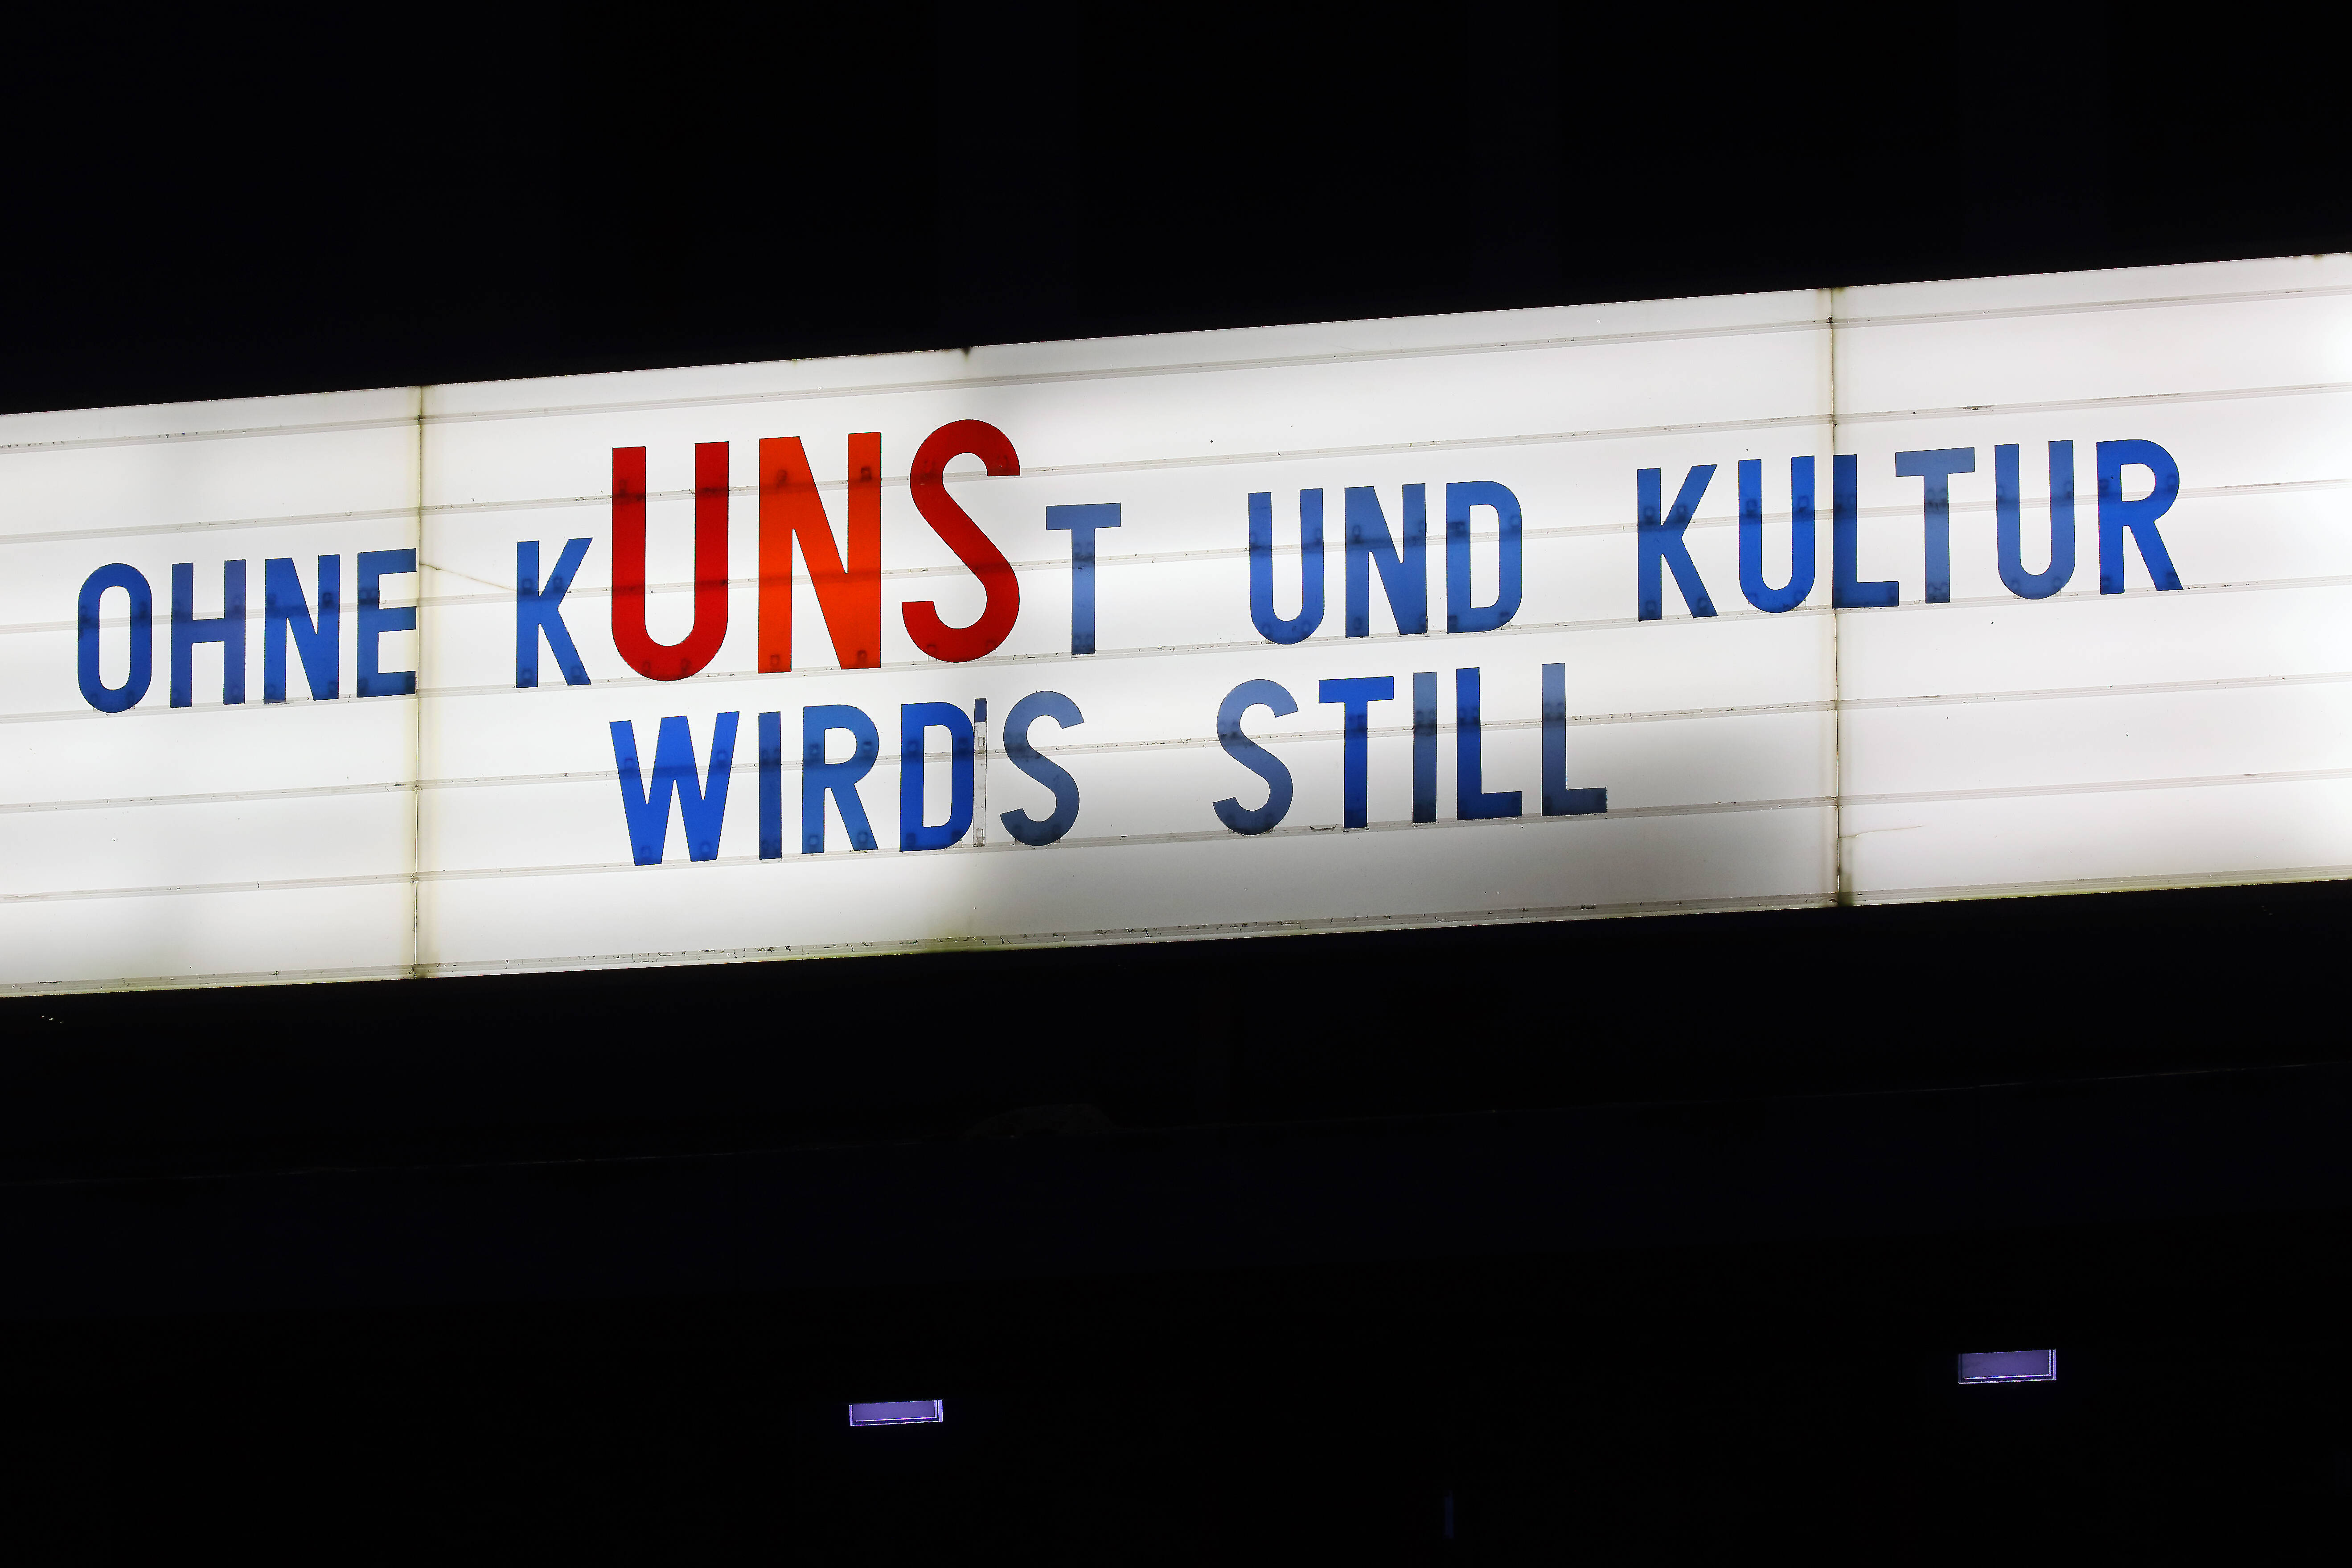 OHNE KUNST UND KULTUR
WIRD'S STILL